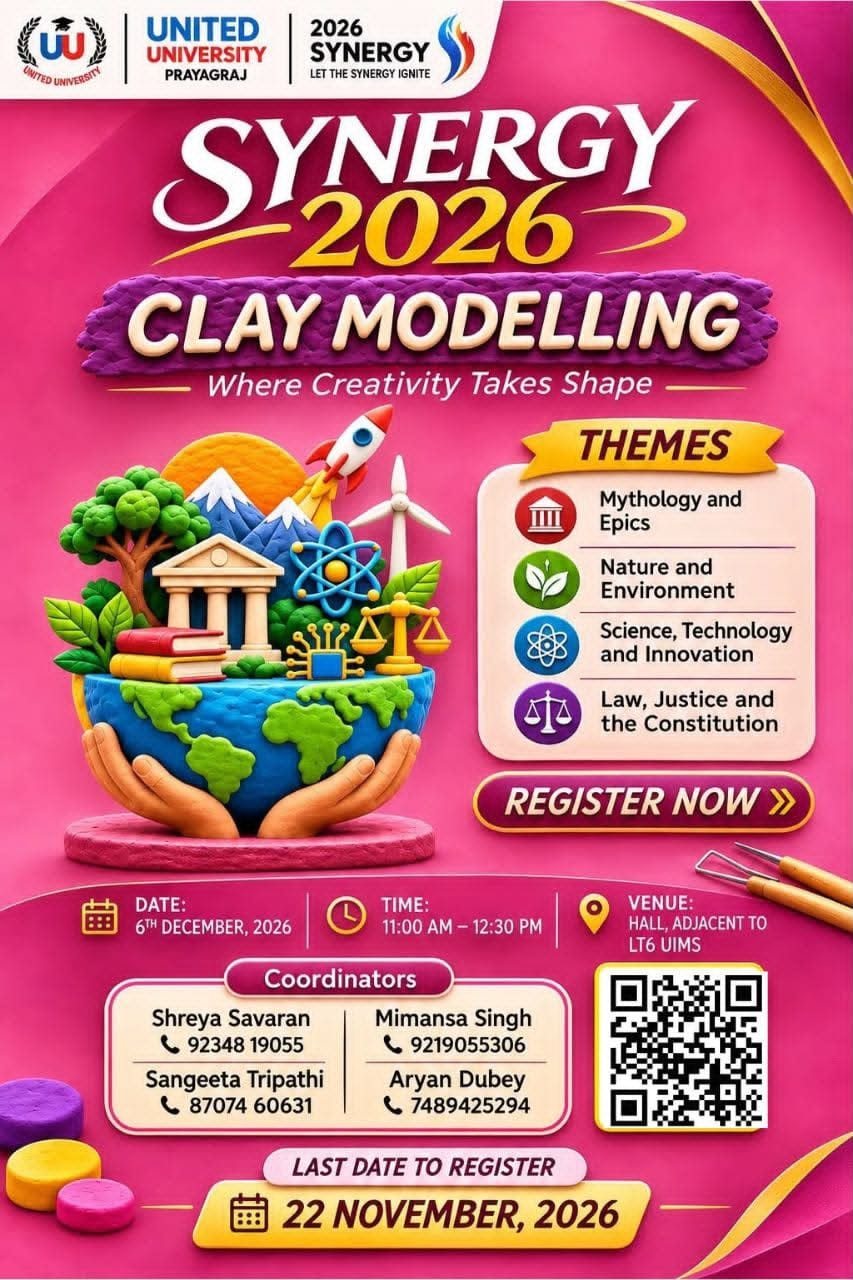 UU
UNITED UNIVERSITY
UNITED
UNIVERSITY
PRAYAGRAJ
2026
SYNERGY
LET THE SYNERGY IGNITE
SYNERGY
2026
CLAY MODELLING
Where Creativity Takes Shape
THEMES
Mythology and
Epics
Nature and
Environment
Science, Technology
and Innovation
Law, Justice and
the Constitution
REGISTER NOW »
DATE:
6TH DECEMBER, 2026
TIME:
11:00 AM – 12:30 PM
VENUE:
HALL, ADJACENT TO
LT6 UIMS
Coordinators
Shreya Savaran
92348 19055
Mimansa Singh
9219055306
Sangeeta Tripathi
87074 60631
Aryan Dubey
7489425294
LAST DATE TO REGISTER
22 NOVEMBER, 2026